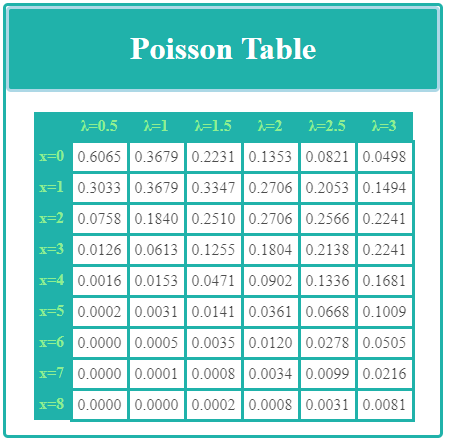 Poisson Table
λ=0.5 λ=1 λ=1.5 λ=2 λ=2.5 λ=3
x=0 0.6065 0.3679 0.2231 0.1353 0.0821 0.0498
x=1 0.3033 0.3679 0.3347 0.2706 0.2053 0.1494
x=2 0.0758 0.1840 0.2510 0.2706 0.2566 0.2241
x=3 0.0126 0.0613 0.1255 0.1804 0.2138 0.2241
x=4 0.0016 0.0153 0.0471 0.0902 0.1336 0.1681
x=5 0.0002 0.0031 0.0141 0.0361 0.0668 0.1009
x=6 0.0000 0.0005 0.0035 0.0120 0.0278 0.0505
x=7 0.0000 0.0001 0.0008 0.0034 0.0099 0.0216
x=8 0.0000 0.0000 0.0002 0.0008 0.0031 0.0081